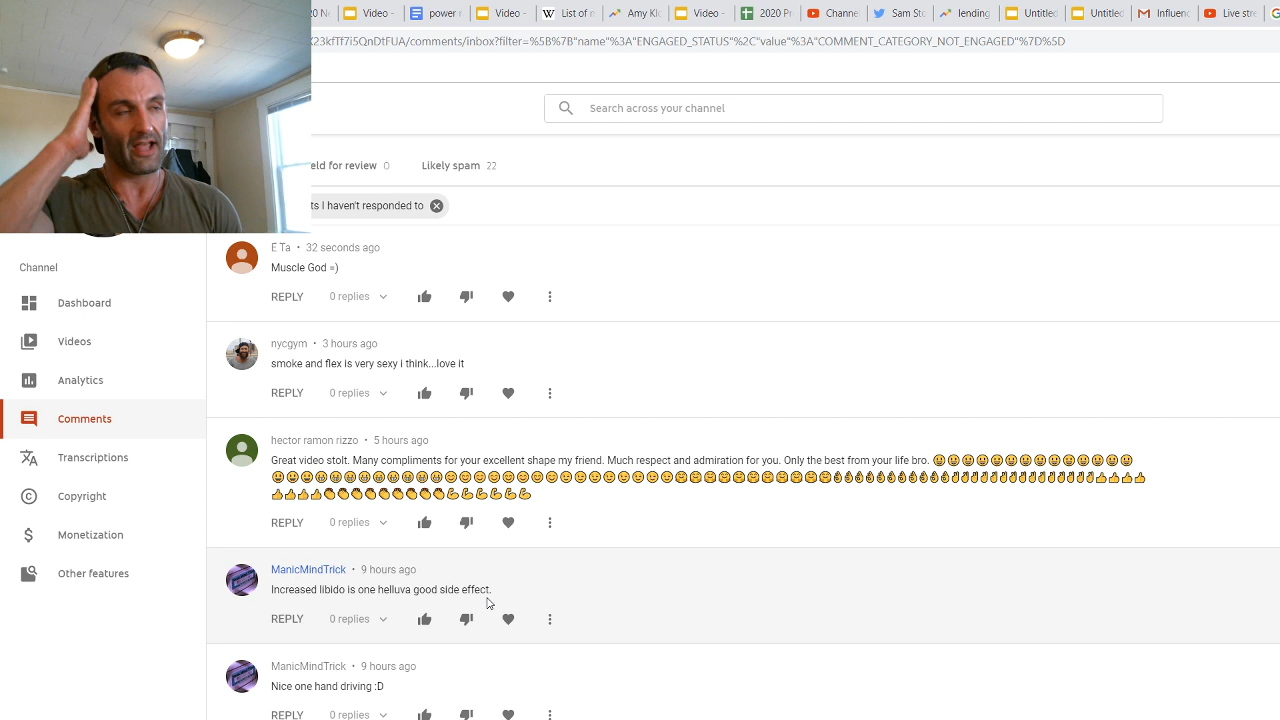 20 N
Video -
power r
Video -
List of r
Amy Klo
Video -
2020 Pr
Channe
Sam Sto
lending
Untitled
Untitled
Influenc
Live stre
X23kfTf7i5QnDtFUA/comments/inbox?filter=%5B%7B"name"%3A"ENGAGED_STATUS"%2C"value"%3A"COMMENT_CATEGORY_NOT_ENGAGED"%7D%5D
Search across your channel
eld for review 0
Likely spam 22
ts I haven't responded to
Channel
Dashboard
Videos
Analytics
Comments
Transcriptions
Copyright
Monetization
Other features
E Ta • 32 seconds ago
Muscle God =)
REPLY 0 replies
nycgym • 3 hours ago
smoke and flex is very sexy i think...love it
REPLY 0 replies
hector ramon rizzo • 5 hours ago
Great video stolt. Many compliments for your excellent shape my friend. Much respect and admiration for you. Only the best from your life bro.
REPLY 0 replies
ManicMindTrick • 9 hours ago
Increased libido is one helluva good side effect.
REPLY 0 replies
ManicMindTrick • 9 hours ago
Nice one hand driving :D
REPLY 0 replies